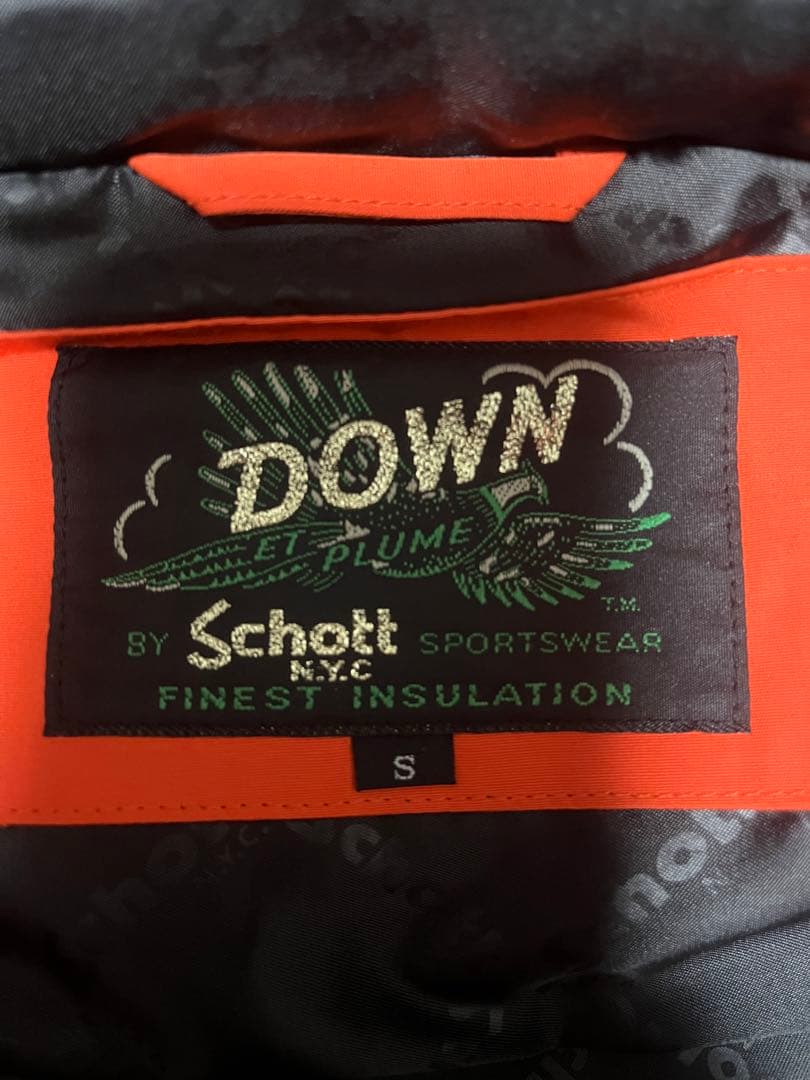 DOWN
ET PLUME
T.M.
BY Schott SPORTSWEAR
N.Y.C
FINEST INSULATION
S